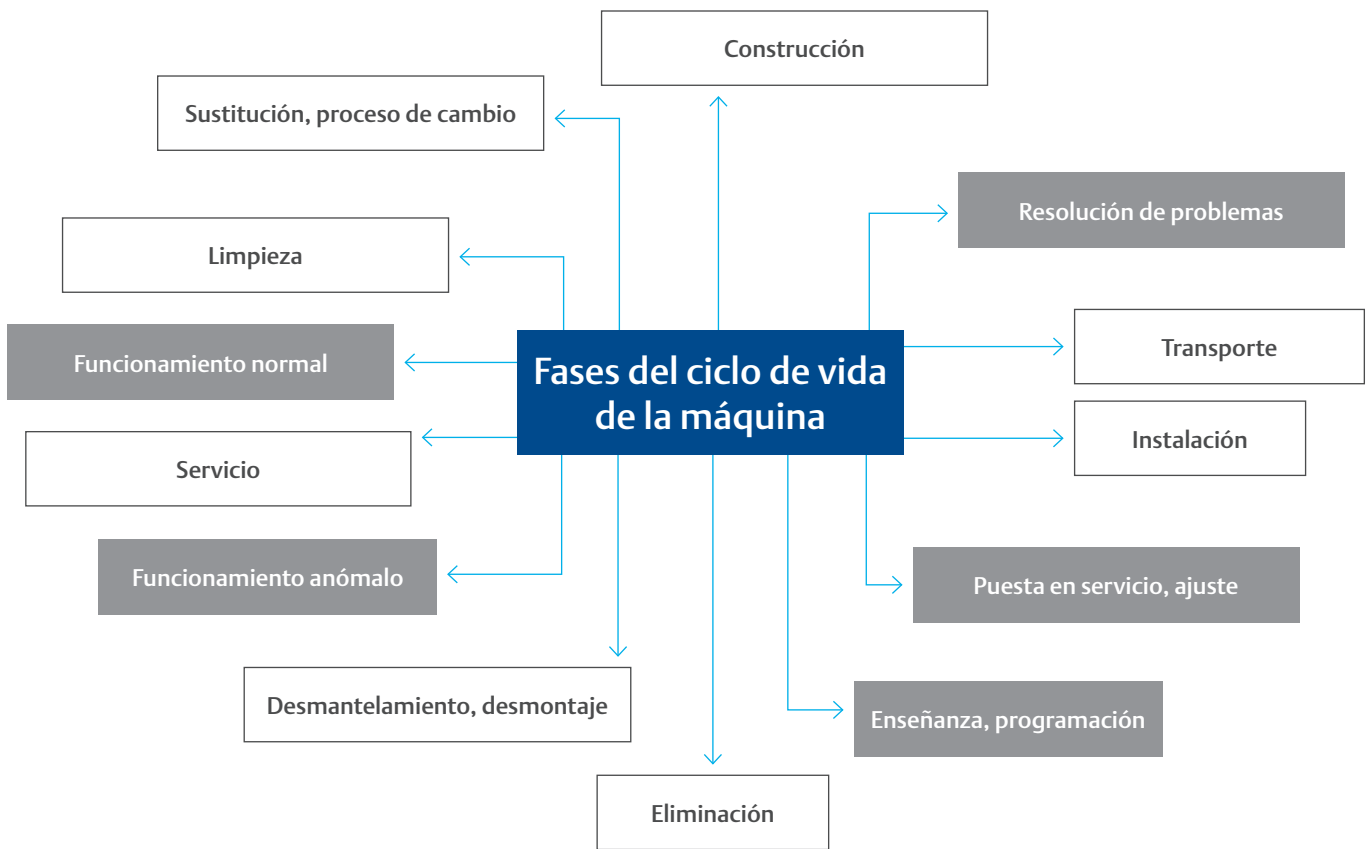 Construcción
Sustitución, proceso de cambio
Resolución de problemas
Limpieza
Transporte
Funcionamiento normal
Fases del ciclo de vida
de la máquina
Instalación
Servicio
Funcionamiento anómalo
Puesta en servicio, ajuste
Desmantelamiento, desmontaje
Enseñanza, programación
Eliminación